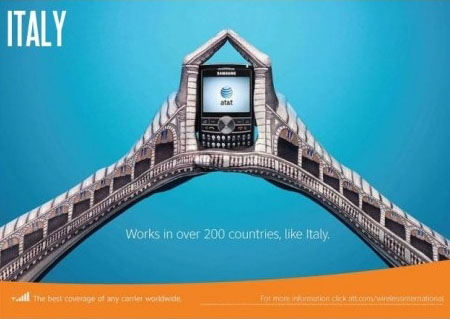 ITALY
SAMSUNG
at&t
Works in over 200 countries, like Italy.
The best coverage of any carrier worldwide.
For more information click att.com/wirelessinternational